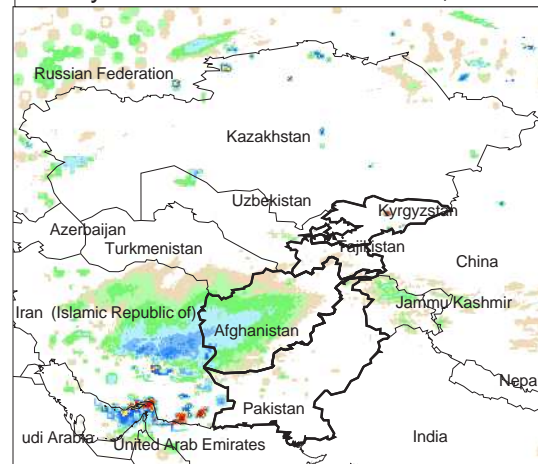 Russian Federation
Kazakhstan
Uzbekistan
Kyrgyzstan
Azerbaijan
Turkmenistan
Tajikistan
China
Iran (Islamic Republic of)
Jammu/Kashmir
Afghanistan
Nepa
Pakistan
udi Arabia
United Arab Emirates
India